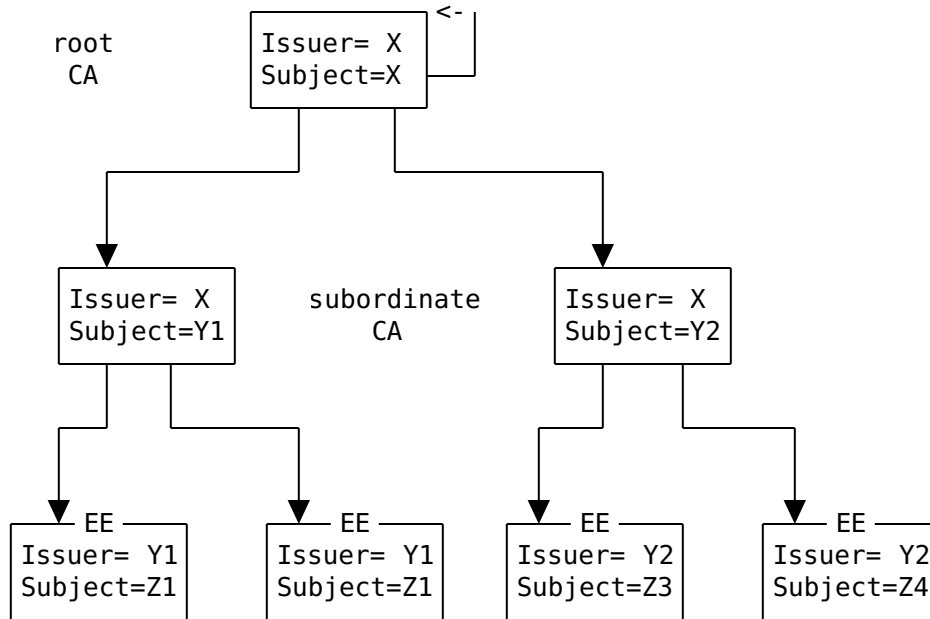 <-
root
CA
Issuer= X
Subject=X
Issuer= X
Subject=Y1
subordinate
CA
Issuer= X
Subject=Y2
EE
Issuer= Y1
Subject=Z1
EE
Issuer= Y1
Subject=Z1
EE
Issuer= Y2
Subject=Z3
EE
Issuer= Y2
Subject=Z4